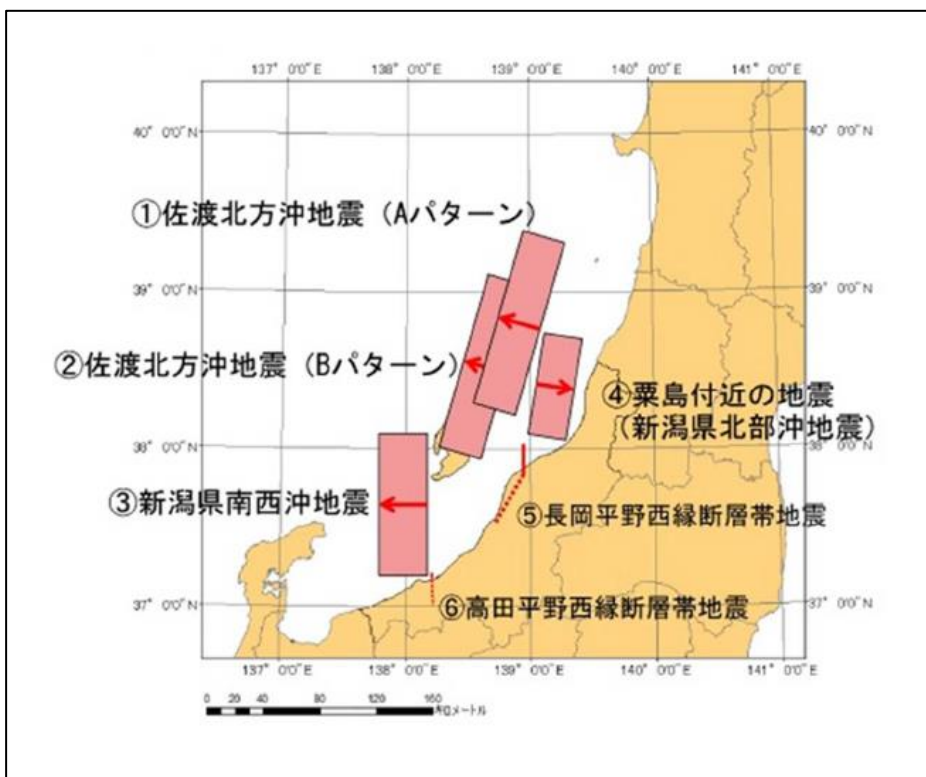 137° 0'0"E 138° 0'0"E 139° 0'0"E 140° 0'0"E 141° 0'0"E
40° 0'0"N 40° 0'0"N
①佐渡北方沖地震（Aパターン）
39° 0'0"N 39° 0'0"N
②佐渡北方沖地震（Bパターン）
④粟島付近の地震
（新潟県北部沖地震）
38° 0'0"N 38° 0'0"N
③新潟県南西沖地震
⑤長岡平野西縁断層帯地震
37° 0'0"N 37° 0'0"N
⑥高田平野西縁断層帯地震
137° 0'0"E 138° 0'0"E 139° 0'0"E 140° 0'0"E 141° 0'0"E
0 20 40 80 120 160
キロメートル